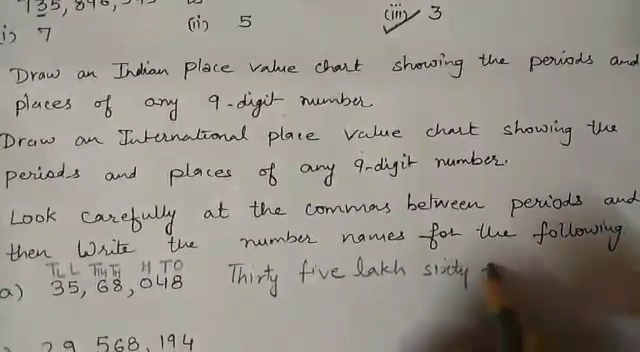 735, 846,
i) 7 (ii) 5 (iii) 3
Draw an Indian place value chart showing the periods and
places of any 9-digit number.
Draw an International place value chart showing the
periods and places of any 9-digit number.
Look carefully at the commas between periods and
then write the number names for the following
TL L TTh Th H T O
a) 35, 68, 048 Thirty five lakh sixty
29 568, 194